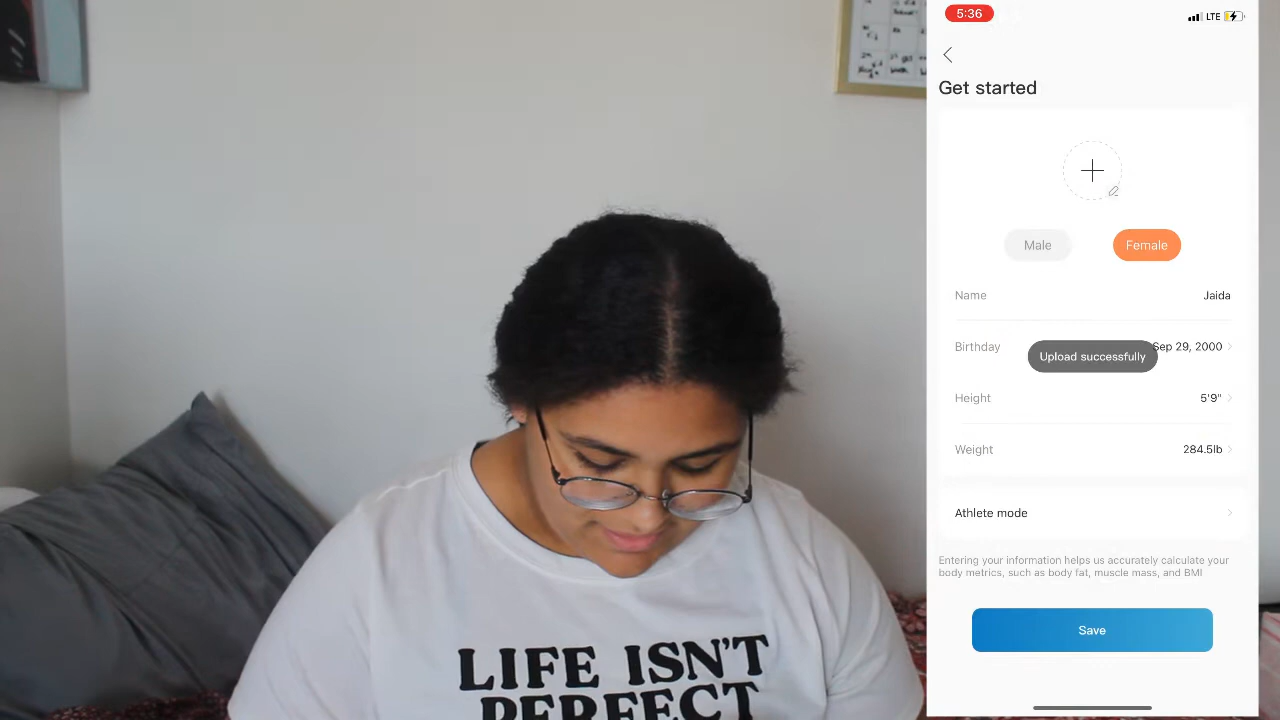 5:36
LTE
Get started
Male
Female
Name
Jaida
Birthday
Sep 29, 2000
Upload successfully
Height
5'9"
Weight
284.5lb
Athlete mode
Entering your information helps us accurately calculate your
body metrics, such as body fat, muscle mass, and BMI
Save
LIFE ISN'T
PERFECT